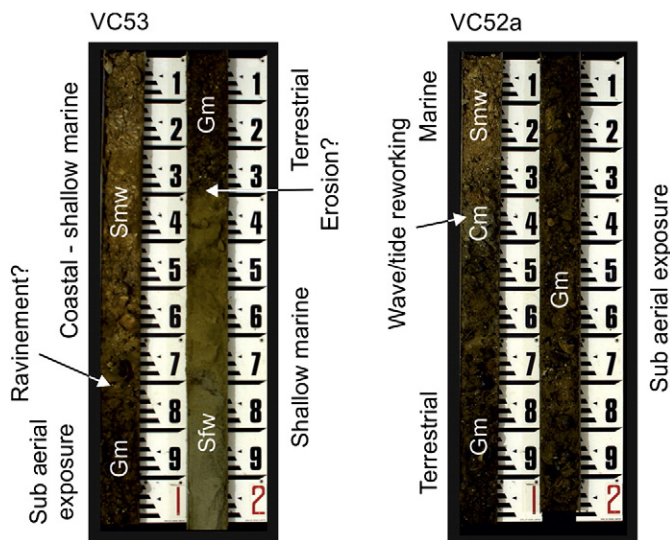 VC53
VC52a
Coastal - shallow marine
Ravinement?
Sub aerial
exposure
Smw
Gm
1
2
3
4
5
6
7
8
9
1
Gm
Sfw
1
2
3
4
5
6
7
8
9
2
Terrestrial
Erosion?
Shallow marine
Marine
Wave/tide reworking
Terrestrial
Smw
Cm
Gm
1
2
3
4
5
6
7
8
9
1
Gm
1
2
3
4
5
6
7
8
9
2
Sub aerial exposure